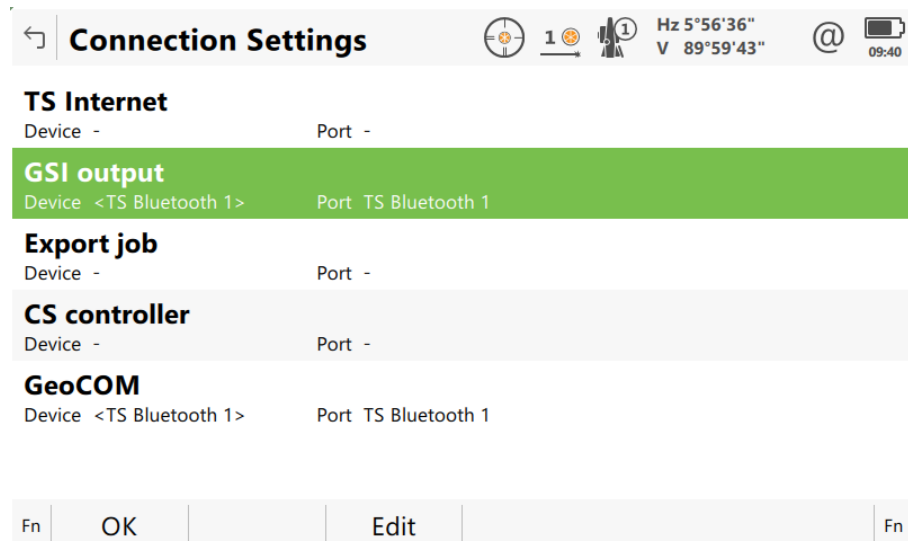 Connection Settings
1
1
Hz 5°56'36"
V 89°59'43"
@
09:40
TS Internet
Device - Port -
GSI output
Device <TS Bluetooth 1> Port TS Bluetooth 1
Export job
Device - Port -
CS controller
Device - Port -
GeoCOM
Device <TS Bluetooth 1> Port TS Bluetooth 1
Fn OK Edit Fn